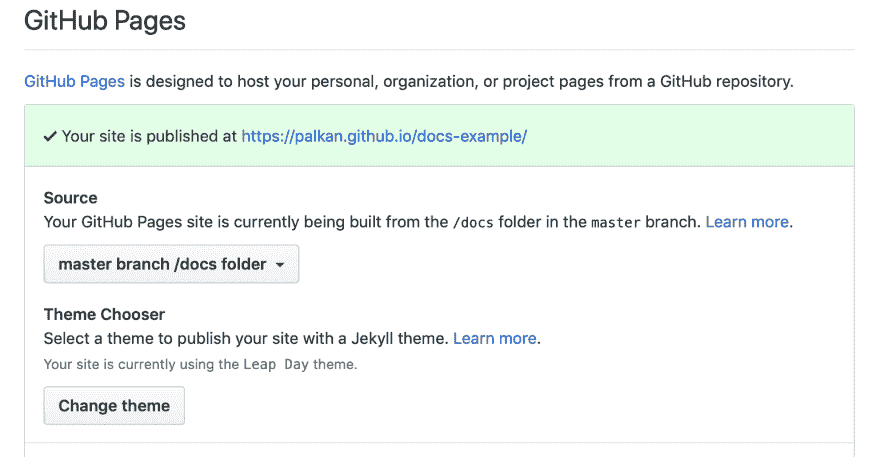 GitHub Pages
GitHub Pages is designed to host your personal, organization, or project pages from a GitHub repository.
Your site is published at https://palkan.github.io/docs-example/
Source
Your GitHub Pages site is currently being built from the /docs folder in the master branch. Learn more.
master branch /docs folder
Theme Chooser
Select a theme to publish your site with a Jekyll theme. Learn more.
Your site is currently using the Leap Day theme.
Change theme